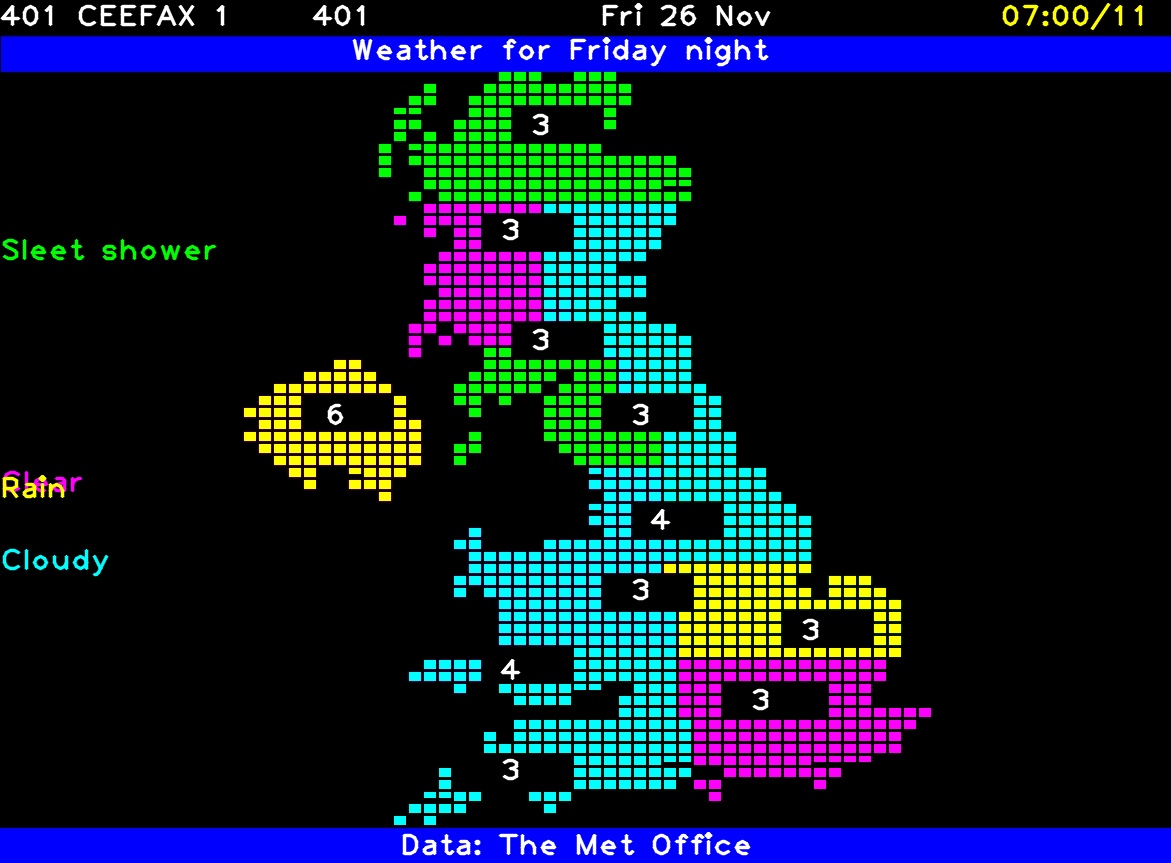 401 CEEFAX 1 401 Fri 26 Nov 07:00/11
Weather for Friday night
3
3
Sleet shower
3
6 3
Clear
Rain
4
Cloudy
3
3
4
3
3
Data: The Met Office